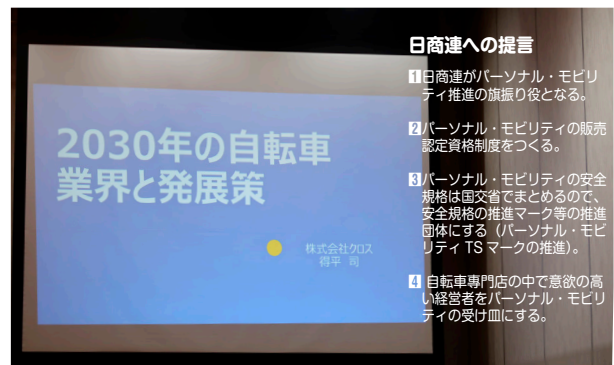 2030年の自転車
業界と発展策
株式会社クロス
得平 司
日商連への提言
1日商連がパーソナル・モビリ
ティ推進の旗振り役となる。
2パーソナル・モビリティの販売
認定資格制度をつくる。
3パーソナル・モビリティの安全
規格は国交省でまとめるので、
安全規格の推進マーク等の推進
団体にする（パーソナル・モビ
リティ TS マークの推進）。
4 自転車専門店の中で意欲の高
い経営者をパーソナル・モビリ
ティの受け皿にする。